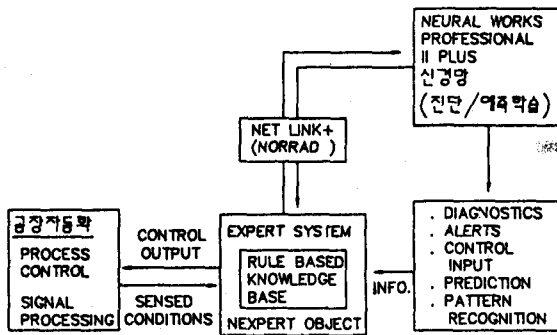 NEURAL WORKS
PROFESSIONAL
II PLUS
신경망
(진단/예측학습)
NET LINK+
(NORRAD )
공장자동화
PROCESS
CONTROL
SIGNAL
PROCESSING
CONTROL
OUTPUT
SENSED
CONDITIONS
EXPERT SYSTEM
RULE BASED
KNOWLEDGE
BASE
NEXPERT OBJECT
INFO.
. DIAGNOSTICS
. ALERTS
. CONTROL
INPUT
. PREDICTION
. PATTERN
RECOGNITION